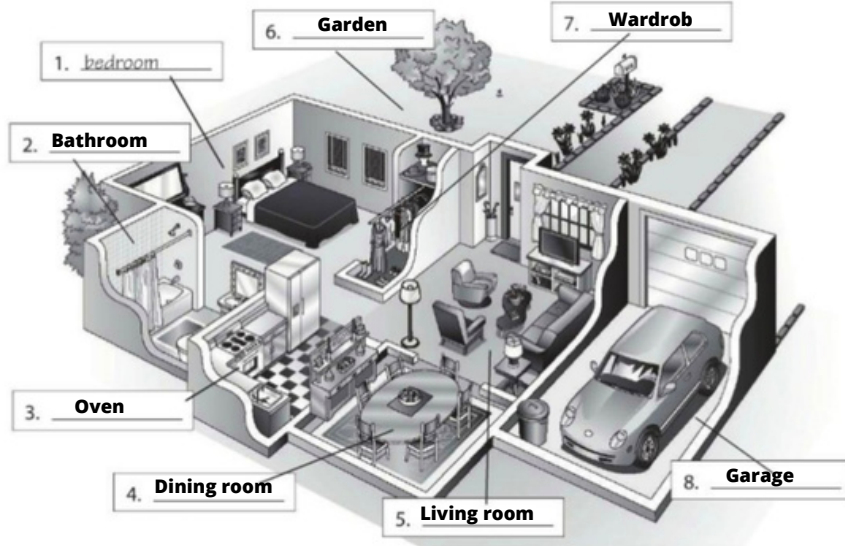 1. bedroom
2. Bathroom
3. Oven
4. Dining room
5. Living room
6. Garden
7. Wardrob
8. Garage